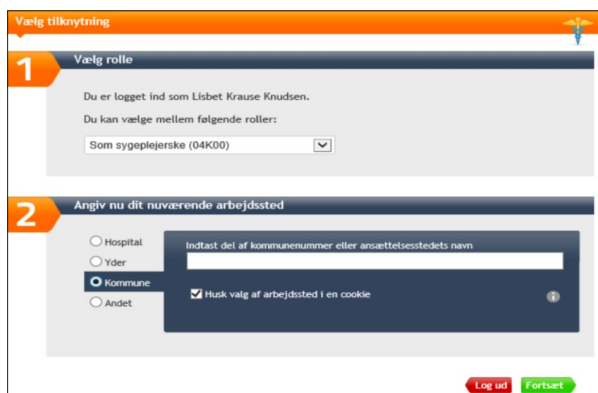 Vælg tilknytning
1
Vælg rolle
Du er logget ind som Lisbet Krause Knudsen.
Du kan vælge mellem følgende roller:
Som sygeplejerske (04K00)
2
Angiv nu dit nuværende arbejdssted
Hospital
Yder
Kommune
Andet
Indtast del af kommunenummer eller ansættelsesstedets navn
Husk valg af arbejdssted i en cookie
i
Log ud
Fortsæt